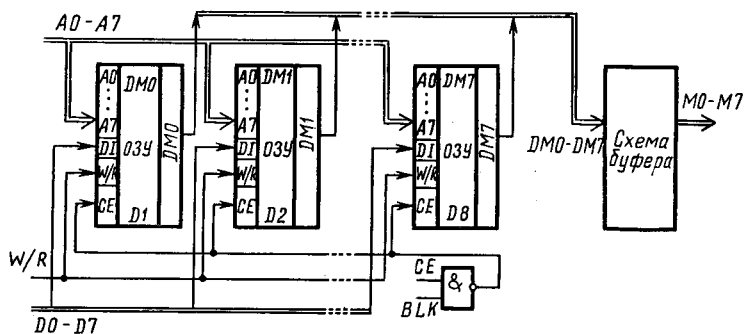 A0-A7
A0
A7
DI
W/R
CE
DM0
ОЗУ
D1
DM0
A0
A7
DI
W/R
CE
DM1
ОЗУ
D2
DM1
A0
A7
DI
W/R
CE
DM7
ОЗУ
D8
DM7
DM0-DM7
Схема
буфера
M0-M7
W/R
D0-D7
CE
BLK
&